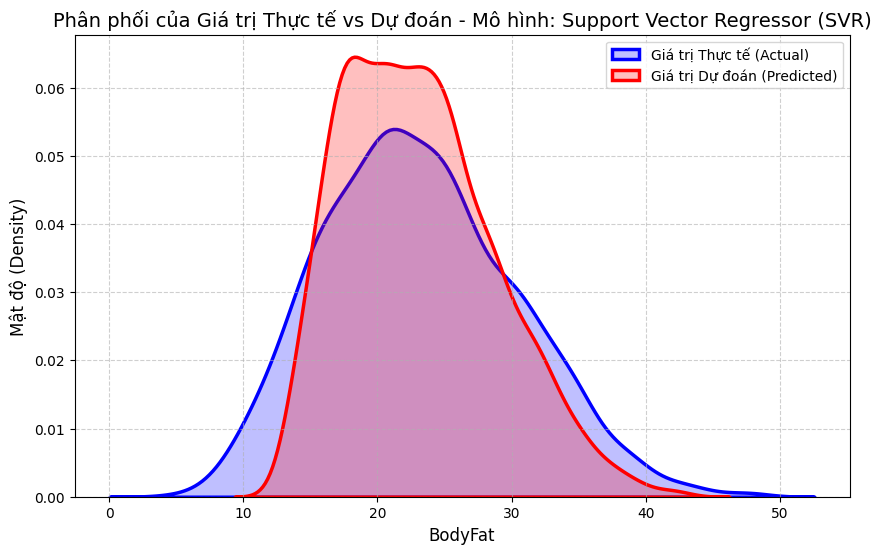 Phân phối của Giá trị Thực tế vs Dự đoán - Mô hình: Support Vector Regressor (SVR)
Giá trị Thực tế (Actual)
Giá trị Dự đoán (Predicted)
Mật độ (Density)
0.06
0.05
0.04
0.03
0.02
0.01
0.00
0 10 20 30 40 50
BodyFat